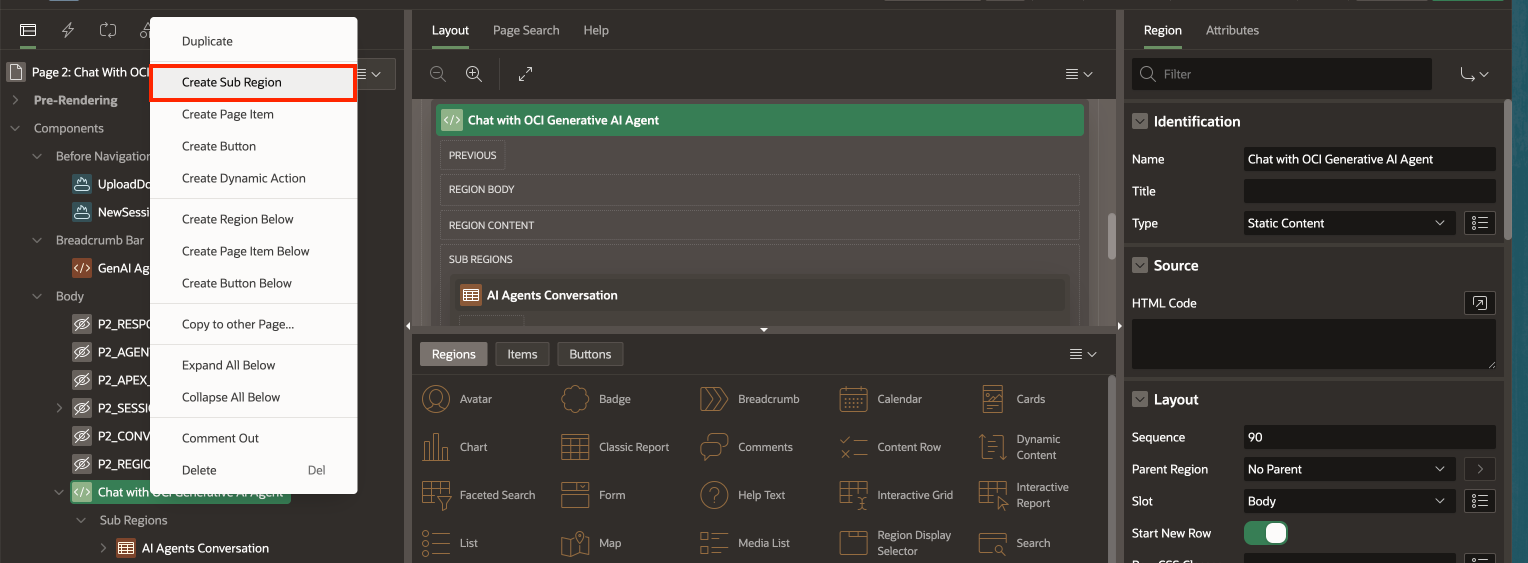 Page 2: Chat With OCI
Pre-Rendering
Components
Before Navigation
UploadDo
NewSessi
Breadcrumb Bar
GenAI Ag
Body
P2_RESPO
P2_AGEN
P2_APEX_
P2_SESSIO
P2_CONV
P2_REGIO
Chat with OCI Generative AI Agent
Sub Regions
AI Agents Conversation
Duplicate
Create Sub Region
Create Page Item
Create Button
Create Dynamic Action
Create Region Below
Create Page Item Below
Create Button Below
Copy to other Page...
Expand All Below
Collapse All Below
Comment Out
Delete Del
Layout Page Search Help
Chat with OCI Generative AI Agent
PREVIOUS
REGION BODY
REGION CONTENT
SUB REGIONS
AI Agents Conversation
Regions Items Buttons
Avatar Badge Breadcrumb Calendar Cards
Chart Classic Report Comments Content Row Dynamic Content
Faceted Search Form Help Text Interactive Grid Interactive Report
List Map Media List Region Display Selector Search
Region Attributes
Filter
Identification
Name Chat with OCI Generative AI Agent
Title
Type Static Content
Source
HTML Code
Layout
Sequence 90
Parent Region No Parent
Slot Body
Start New Row